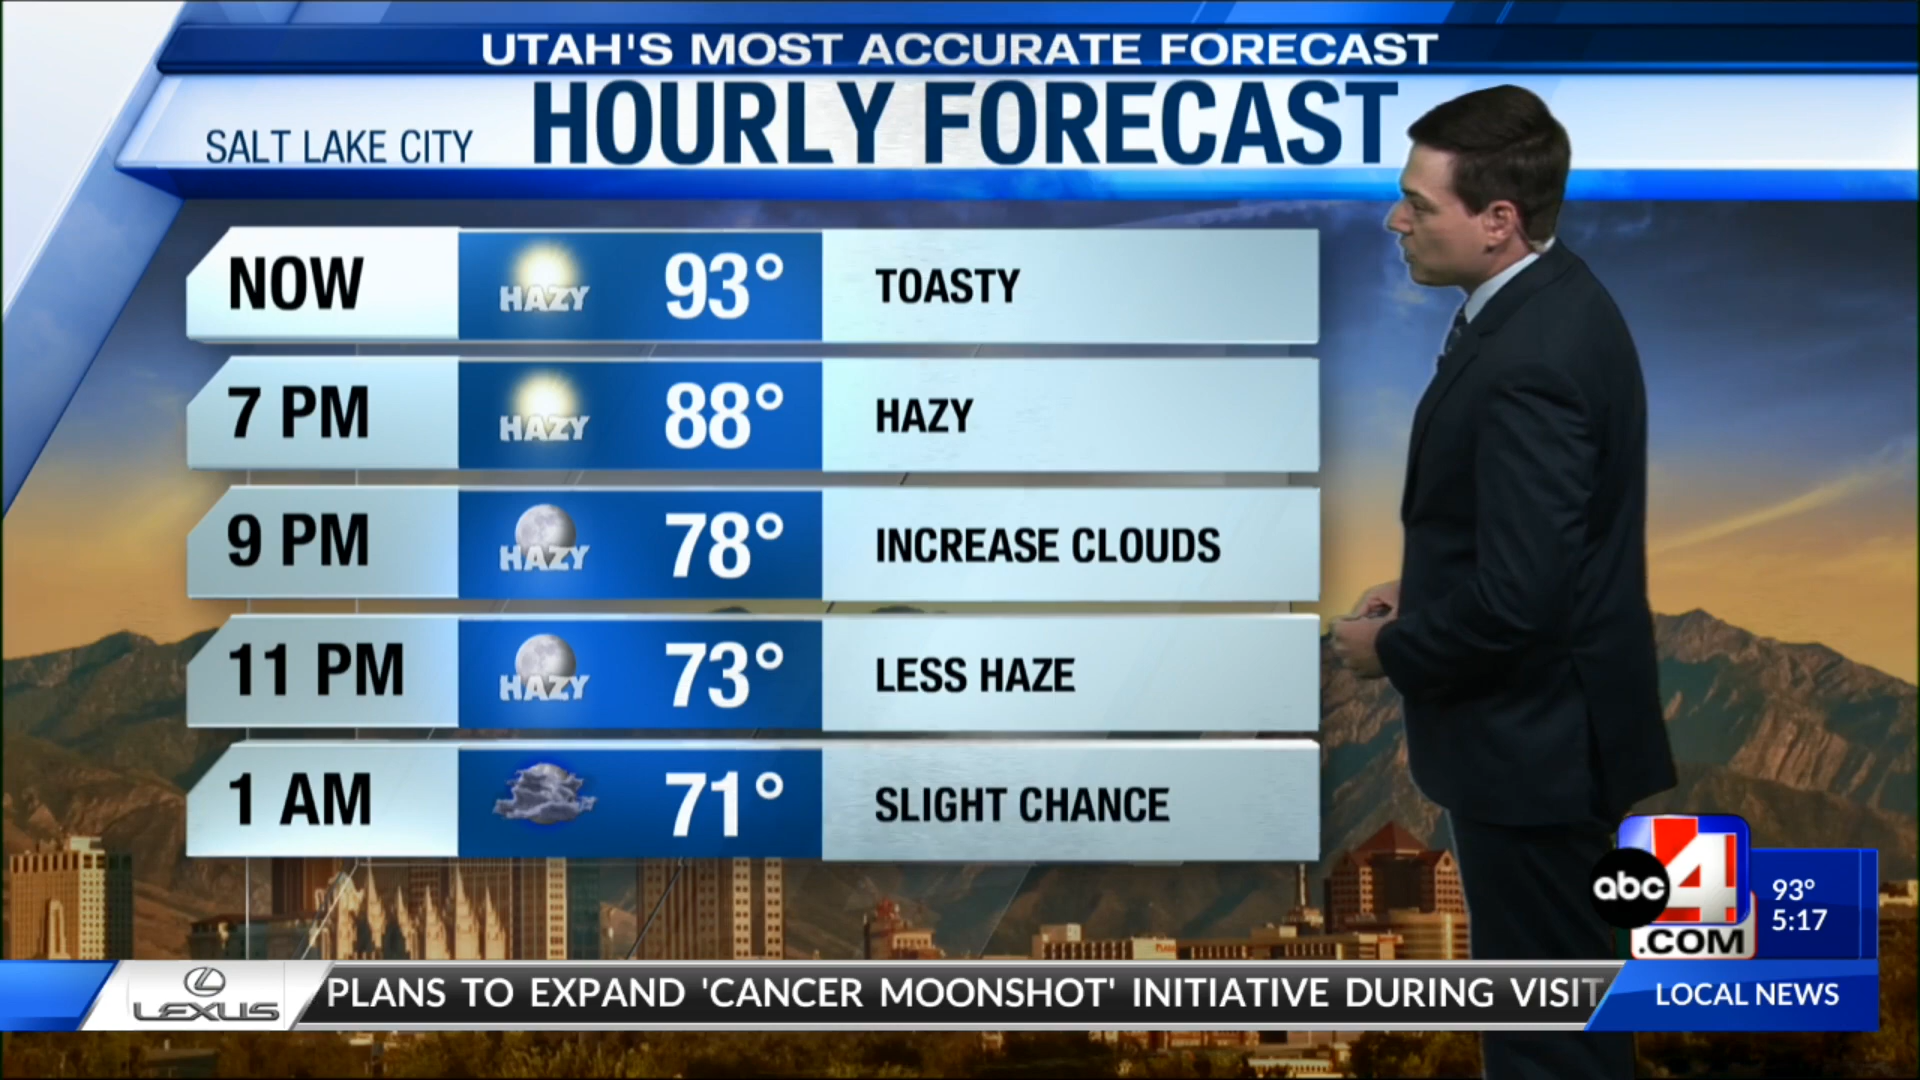 UTAH'S MOST ACCURATE FORECAST
SALT LAKE CITY HOURLY FORECAST
NOW HAZY 93° TOASTY
7 PM HAZY 88° HAZY
9 PM HAZY 78° INCREASE CLOUDS
11 PM HAZY 73° LESS HAZE
1 AM 71° SLIGHT CHANCE
abc 4 .COM
93°
5:17
LEXUS PLANS TO EXPAND 'CANCER MOONSHOT' INITIATIVE DURING VISIT
LOCAL NEWS